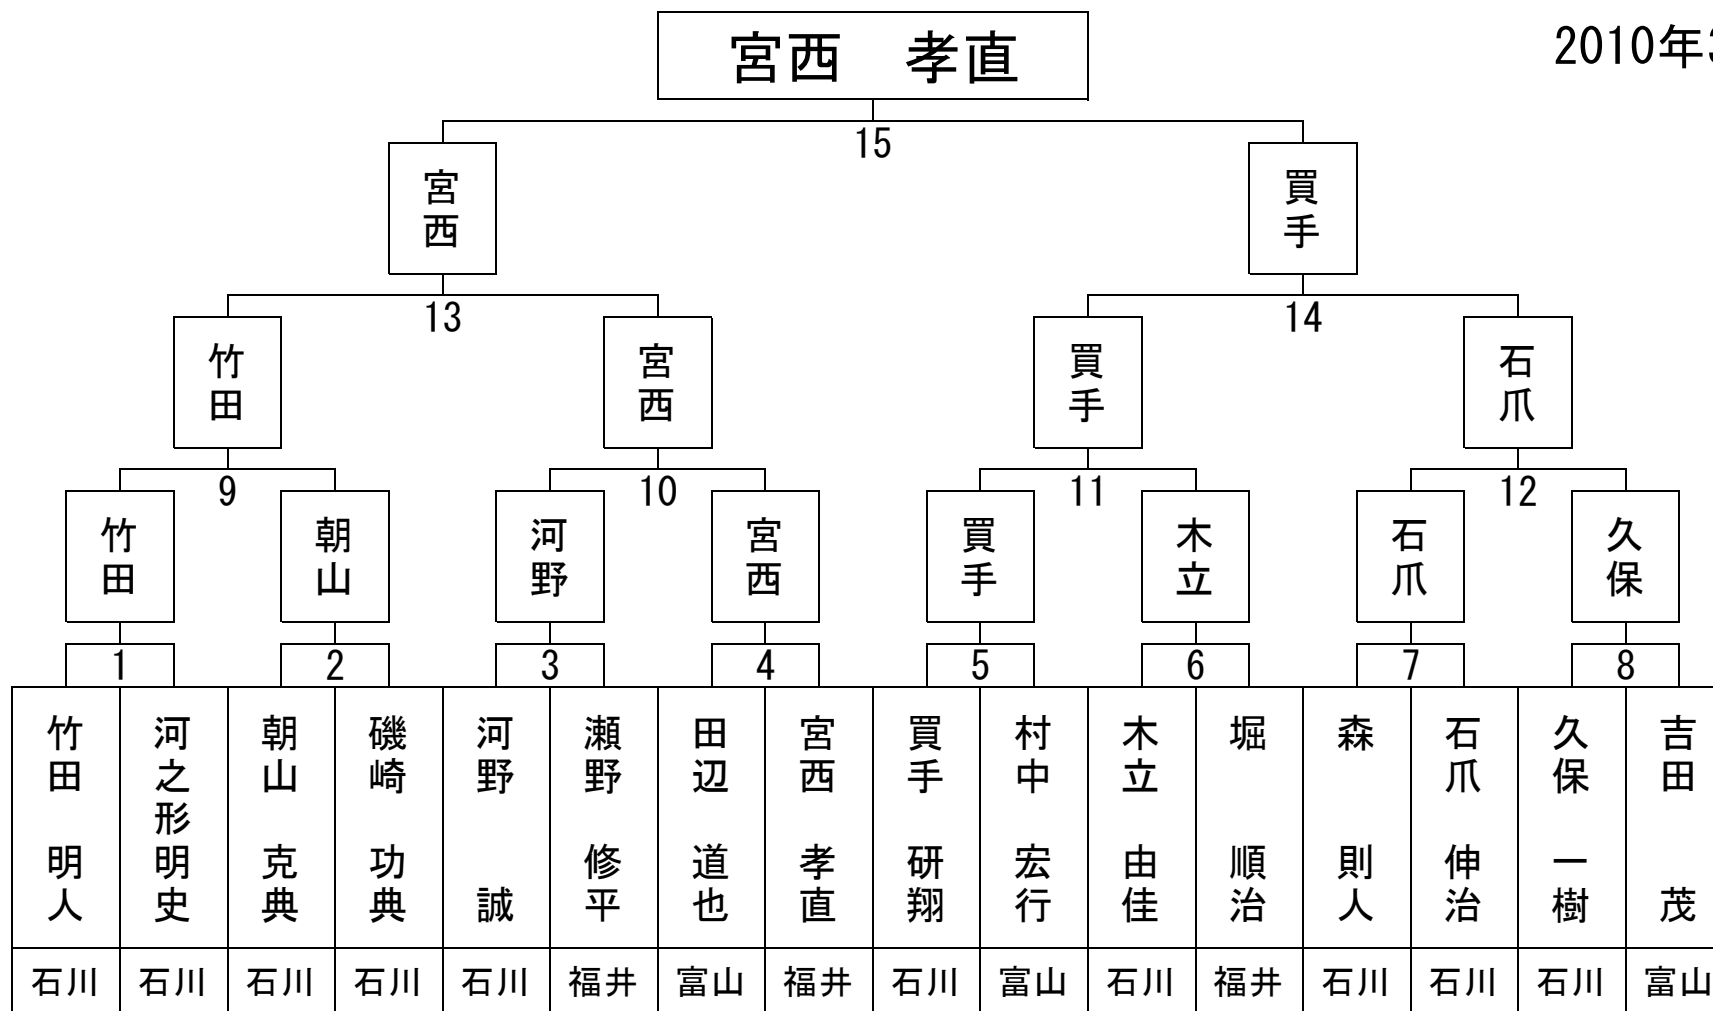 2010年3
宮西　孝直
15
宮西
買手
13
14
竹田
宮西
買手
石爪
9
10
11
12
竹田
朝山
河野
宮西
買手
木立
石爪
久保
1
2
3
4
5
6
7
8
竹田　明人
河之形明史
朝山　克典
磯崎　功典
河野　　誠
瀬野　修平
田辺　道也
宮西　孝直
買手　研翔
村中　宏行
木立　由佳
堀　　順治
森　　則人
石爪　伸治
久保　一樹
吉田　　茂
石川
石川
石川
石川
石川
福井
富山
福井
石川
富山
石川
福井
石川
石川
石川
富山